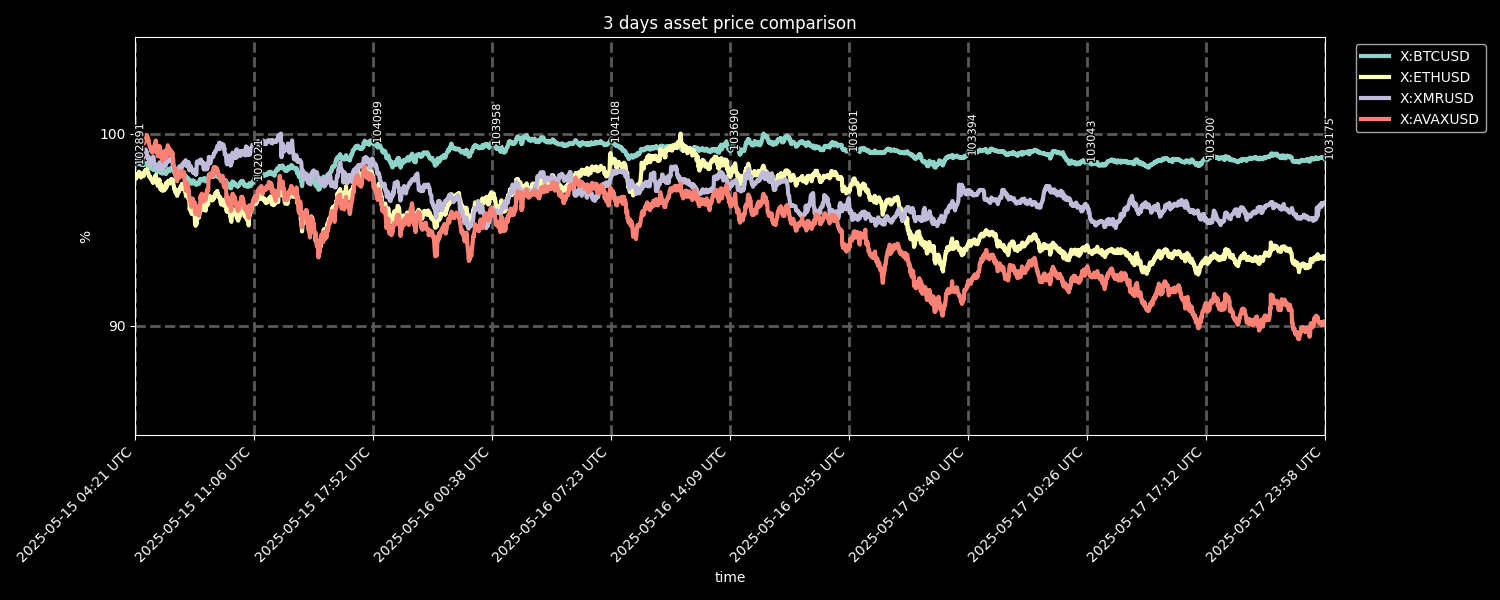 3 days asset price comparison
X:BTCUSD
X:ETHUSD
X:XMRUSD
X:AVAXUSD
100
90
%
102891
102021
104099
103958
104108
103690
103601
103394
103043
103200
103175
2025-05-15 04:21 UTC
2025-05-15 11:06 UTC
2025-05-15 17:52 UTC
2025-05-16 00:38 UTC
2025-05-16 07:23 UTC
2025-05-16 14:09 UTC
2025-05-16 20:55 UTC
2025-05-17 03:40 UTC
2025-05-17 10:26 UTC
2025-05-17 17:12 UTC
2025-05-17 23:58 UTC
time